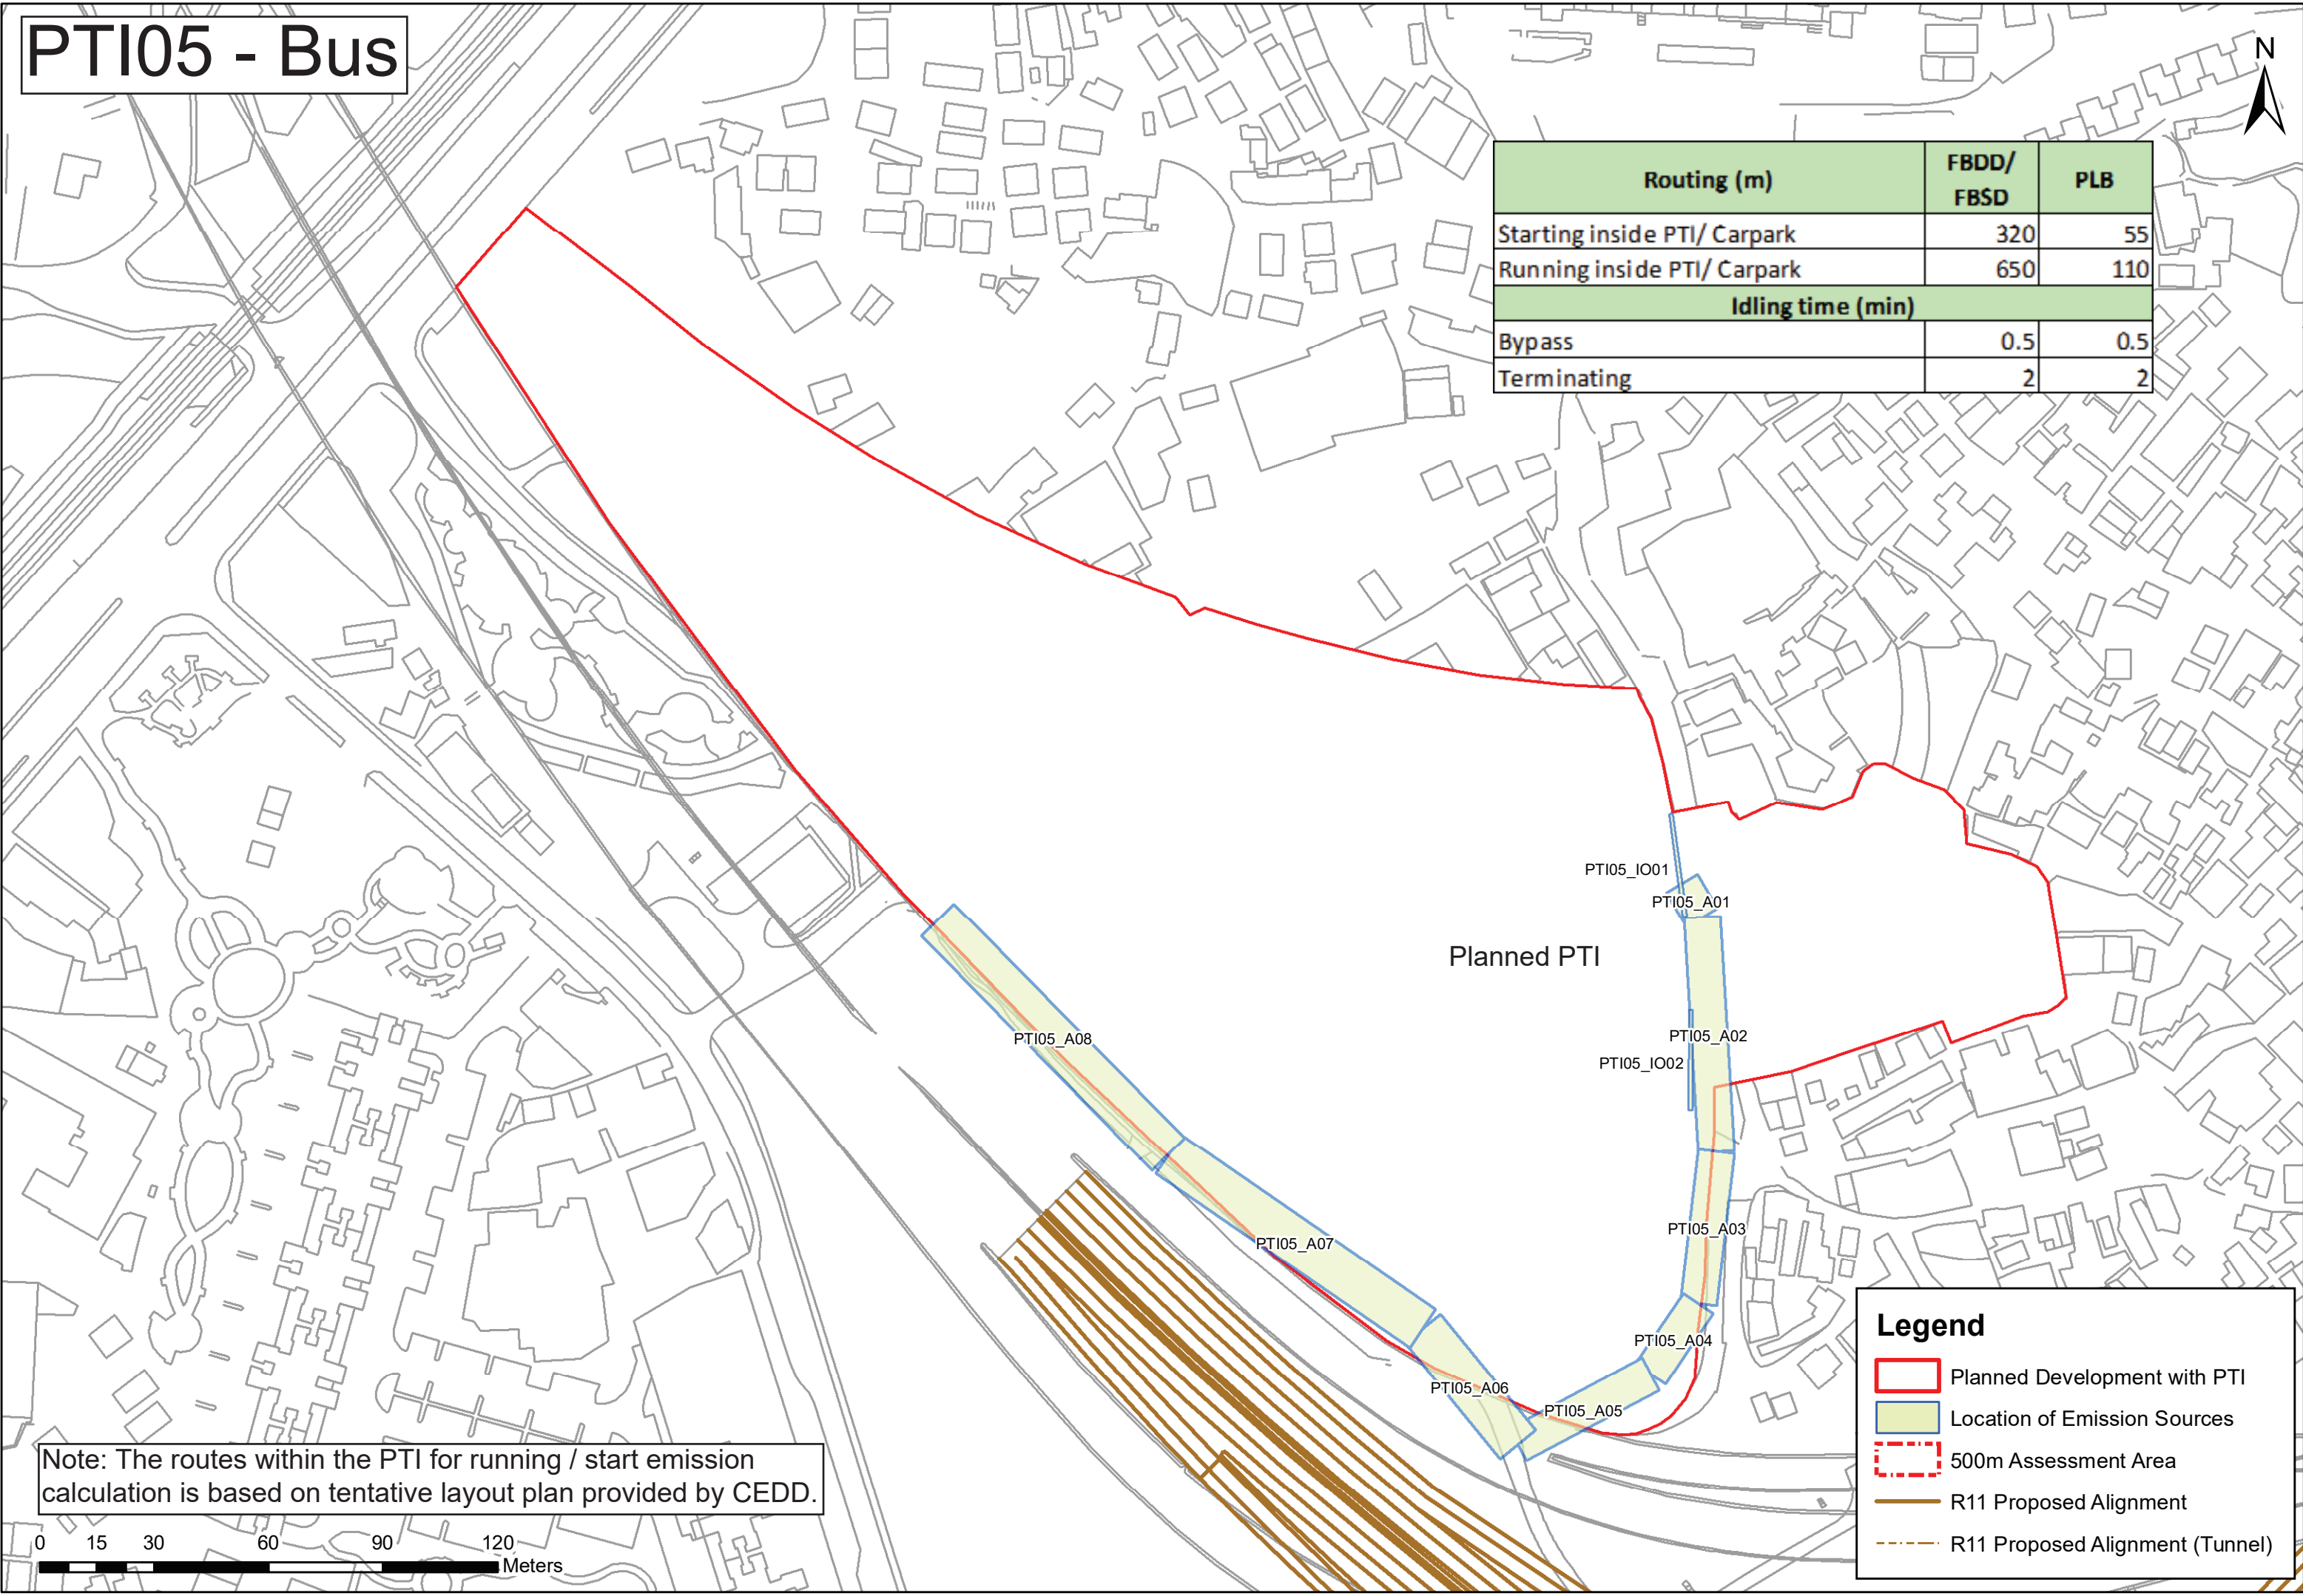 PTI05 - Bus
N
Routing (m) FBDD/ FBSD PLB
Starting inside PTI/ Carpark 320 55
Running inside PTI/ Carpark 650 110
Idling time (min)
Bypass 0.5 0.5
Terminating 2 2
PTI05_IO01
PTI05_A01
Planned PTI
PTI05_A02
PTI05_IO02
PTI05_A08
PTI05_A03
PTI05_A07
PTI05_A04
PTI05_A06
PTI05_A05
Legend
Planned Development with PTI
Location of Emission Sources
500m Assessment Area
R11 Proposed Alignment
R11 Proposed Alignment (Tunnel)
Note: The routes within the PTI for running / start emission
calculation is based on tentative layout plan provided by CEDD.
0 15 30 60 90 120
Meters